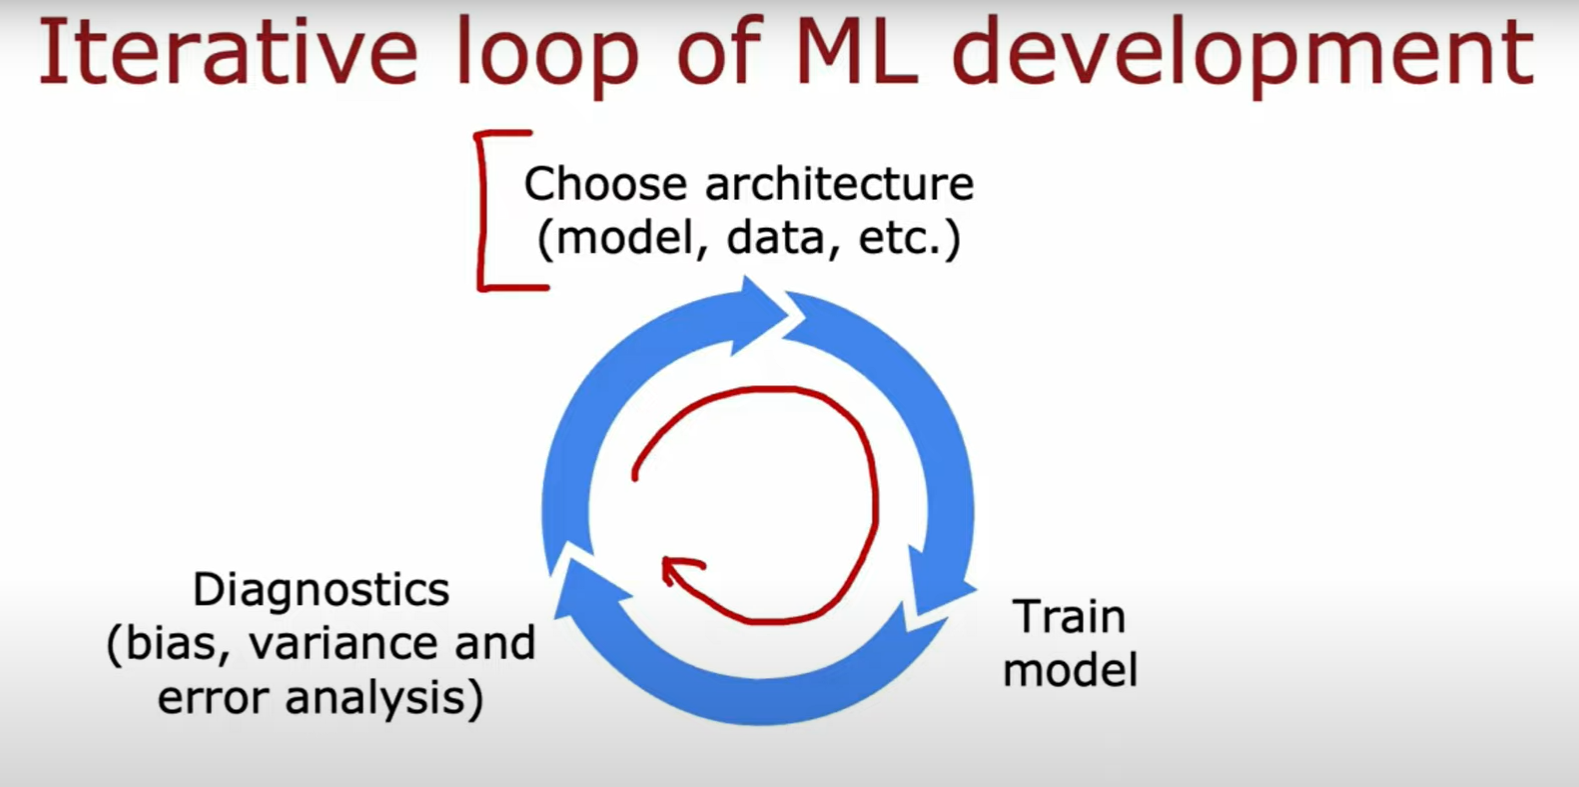 Iterative loop of ML development
Choose architecture
(model, data, etc.)
Train
model
Diagnostics
(bias, variance and
error analysis)